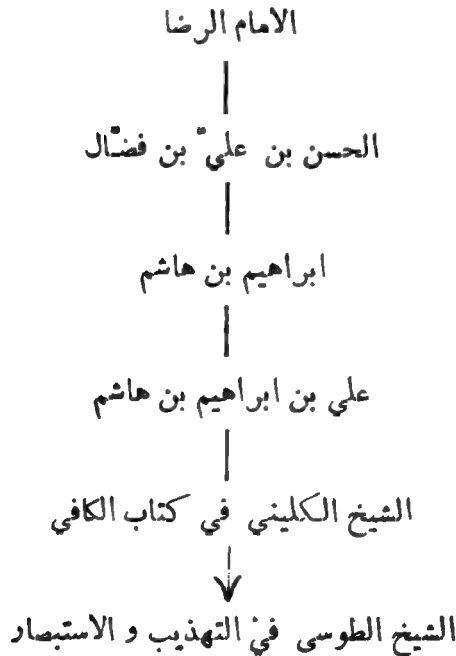 الامام الرضا
الحسن بن عليّ بن فضّال
ابراهيم بن هاشم
علي بن ابراهيم بن هاشم
الشيخ الكليني في كتاب الكافي
الشيخ الطوسى في التهذيب و الاستبصار